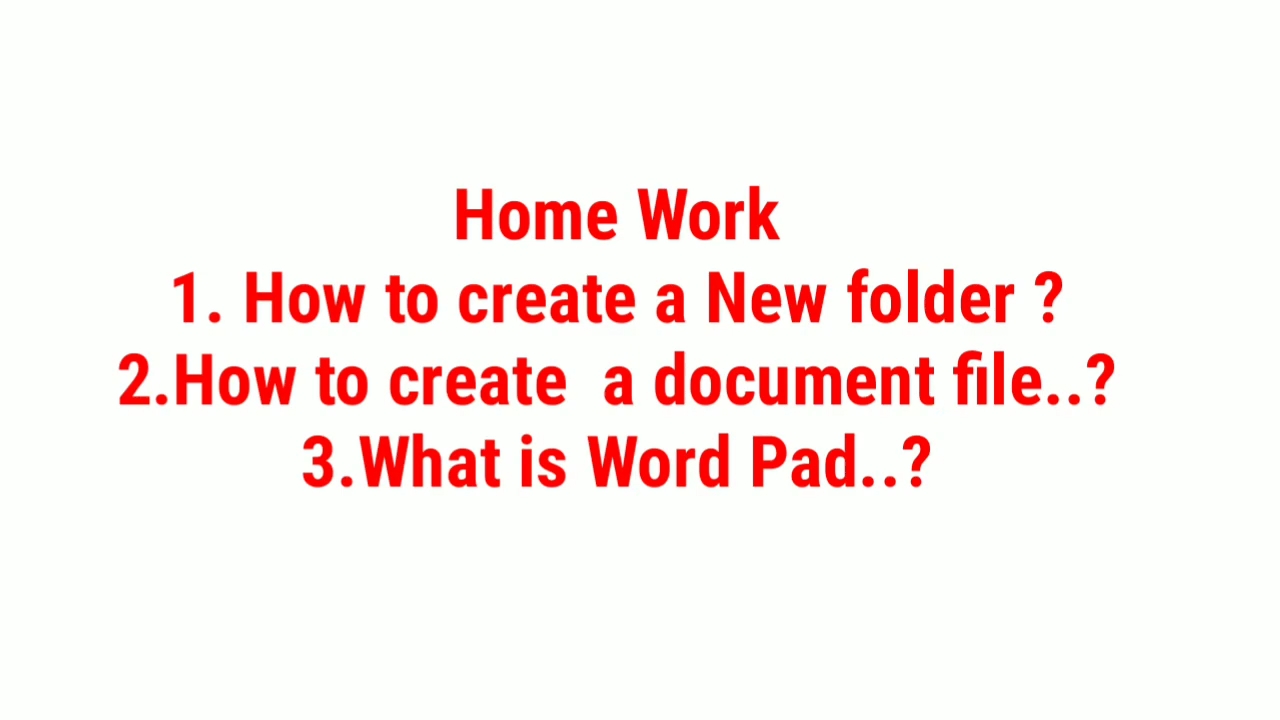 Home Work
1. How to create a New folder ?
2.How to create  a document file..?
3.What is Word Pad..?